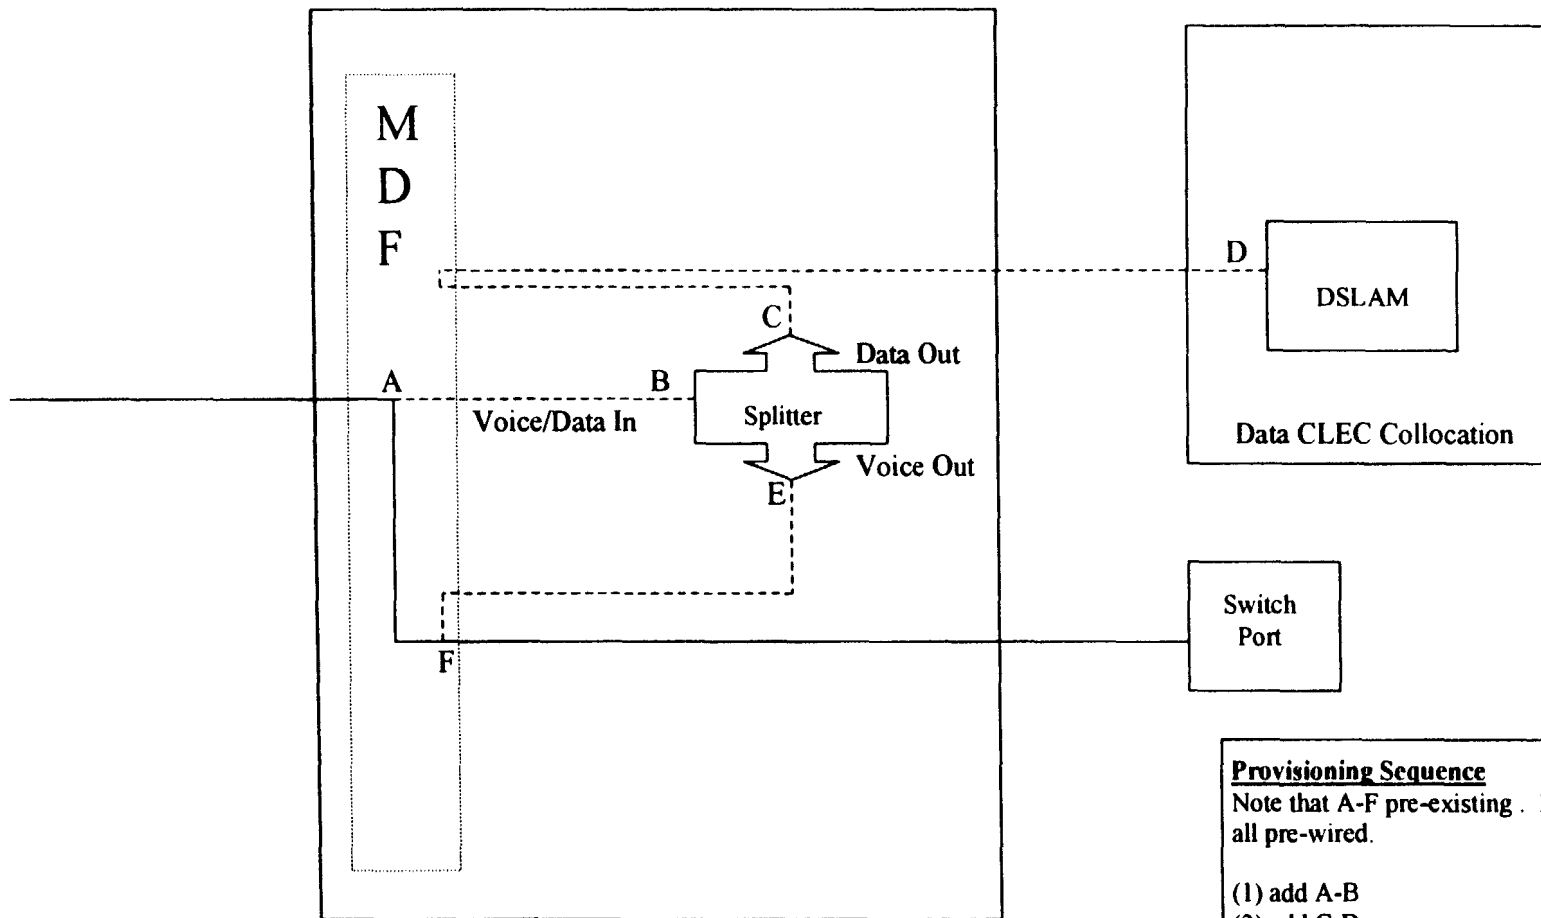 M
D
F
D
DSLAM
C
Data Out
A
B
Voice/Data In
Splitter
Data CLEC Collocation
Voice Out
E
Switch
Port
F
Provisioning Sequence
Note that A-F pre-existing .
all pre-wired.
(1) add A-B